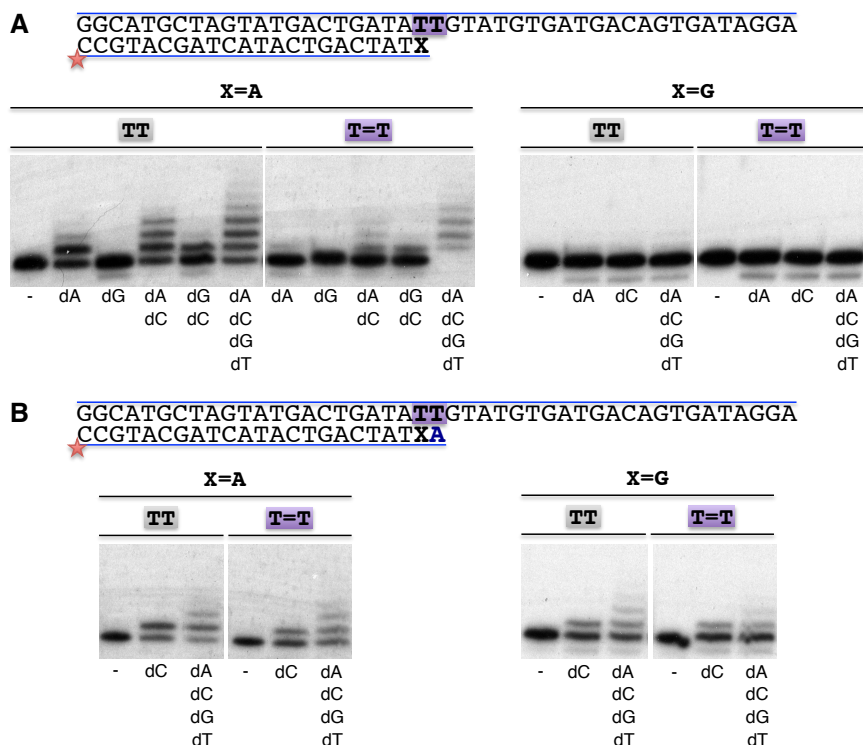 A
GGCATGCTAGTATGACTGATATTGTATGTGATGACAGTGATAGGA
CCGTACGATCATACTGACTATX
X=A
X=G
TT
T=T
TT
T=T
- dA dG dA dG dA dA dG dA dG dA - dA dC dA - dA dC dA
dC dC dC dC dC dC dC dC
dG dG dG dG
dT dT dT dT
B
GGCATGCTAGTATGACTGATATTGTATGTGATGACAGTGATAGGA
CCGTACGATCATACTGACTATXA
X=A
X=G
TT
T=T
TT
T=T
- dC dA - dC dA - dC dA - dC dA
dC dC dC dC
dG dG dG dG
dT dT dT dT